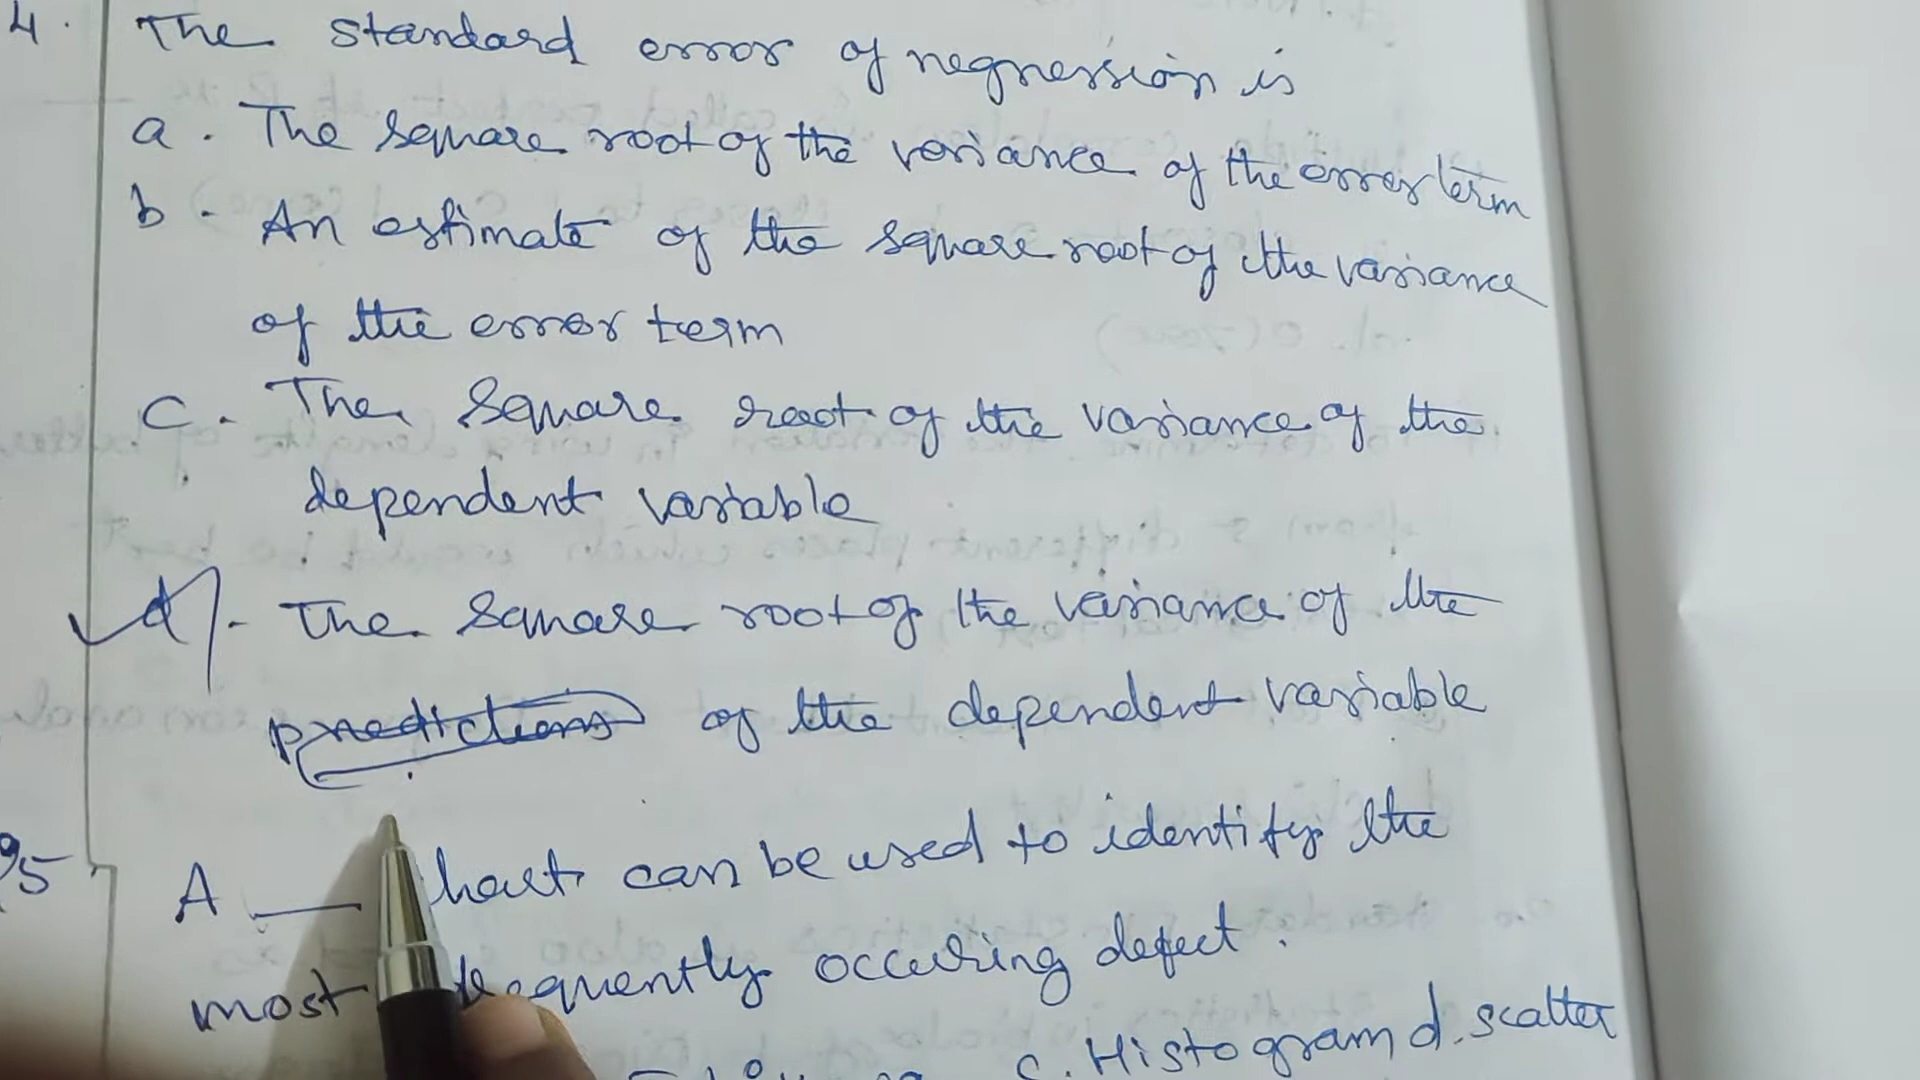 4. The standard error of regression is
a. The square root of the variance of the error term
b. An estimate of the square root of the variance
of the error term
c. The square root of the variance of the
dependent variable
d. The square root of the variance of the
predictions of the dependent variable
95 A ___ can be used to identify the
most frequently occuring defect.
c. Histogram d. scatter